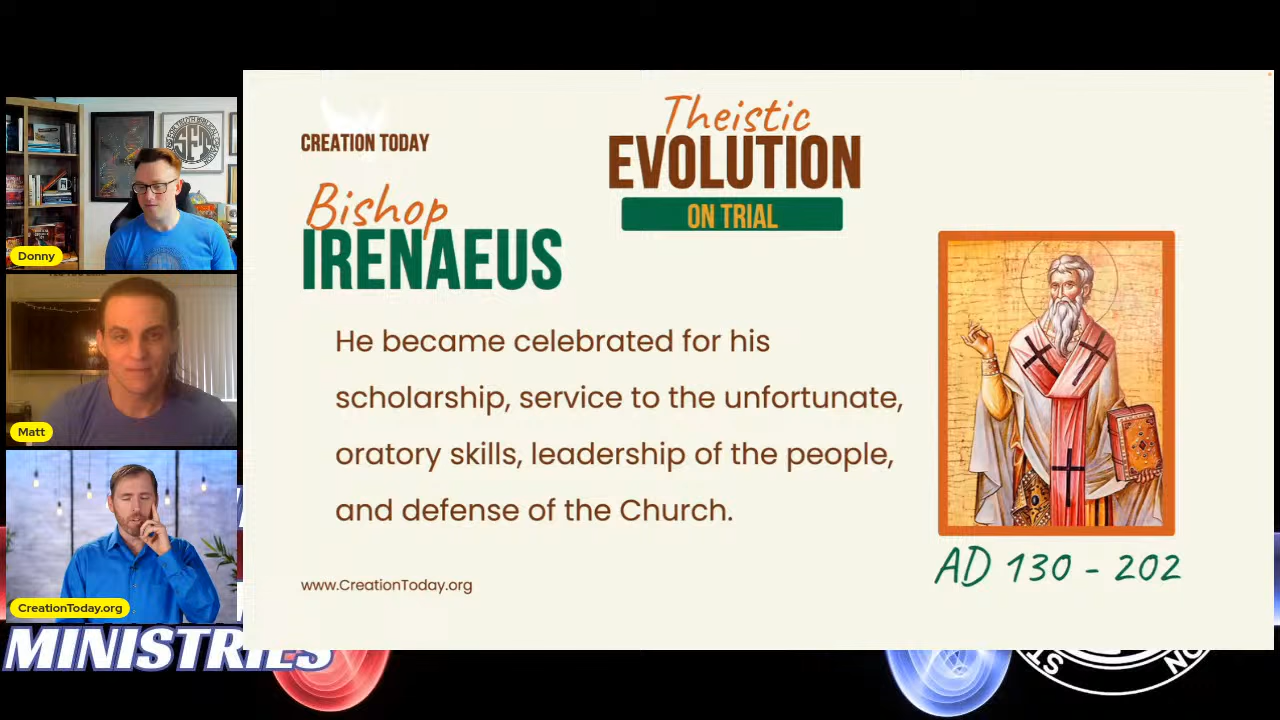 CREATION TODAY
Theistic
EVOLUTION
ON TRIAL
Bishop
IRENAEUS
He became celebrated for his
scholarship, service to the unfortunate,
oratory skills, leadership of the people,
and defense of the Church.
AD 130 - 202
www.CreationToday.org
SFT
Donny
Matt
CreationToday.org
MINISTRIES